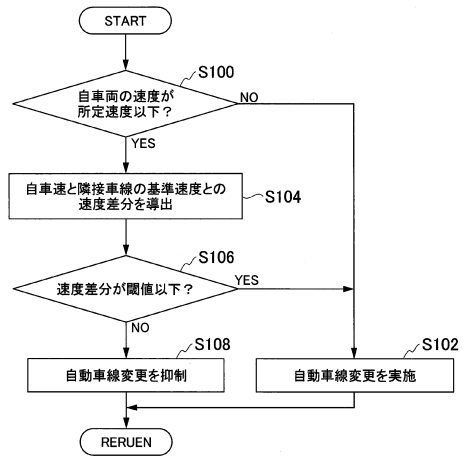 START
S100
自車両の速度が
所定速度以下？
NO
YES
自車速と隣接車線の基準速度との
速度差分を導出
S104
S106
速度差分が閾値以下？
YES
NO
S108
自動車線変更を抑制
S102
自動車線変更を実施
RERUEN